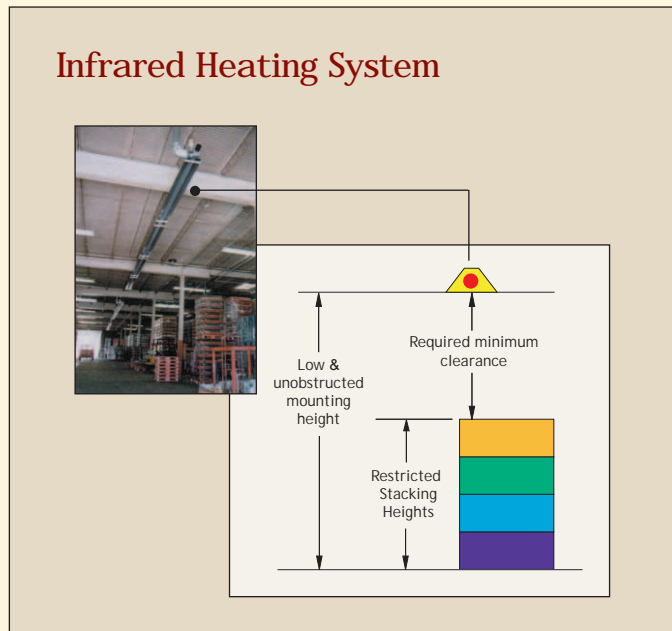 Infrared Heating System
Low &
unobstructed
mounting
height
Required minimum
clearance
Restricted
Stacking
Heights